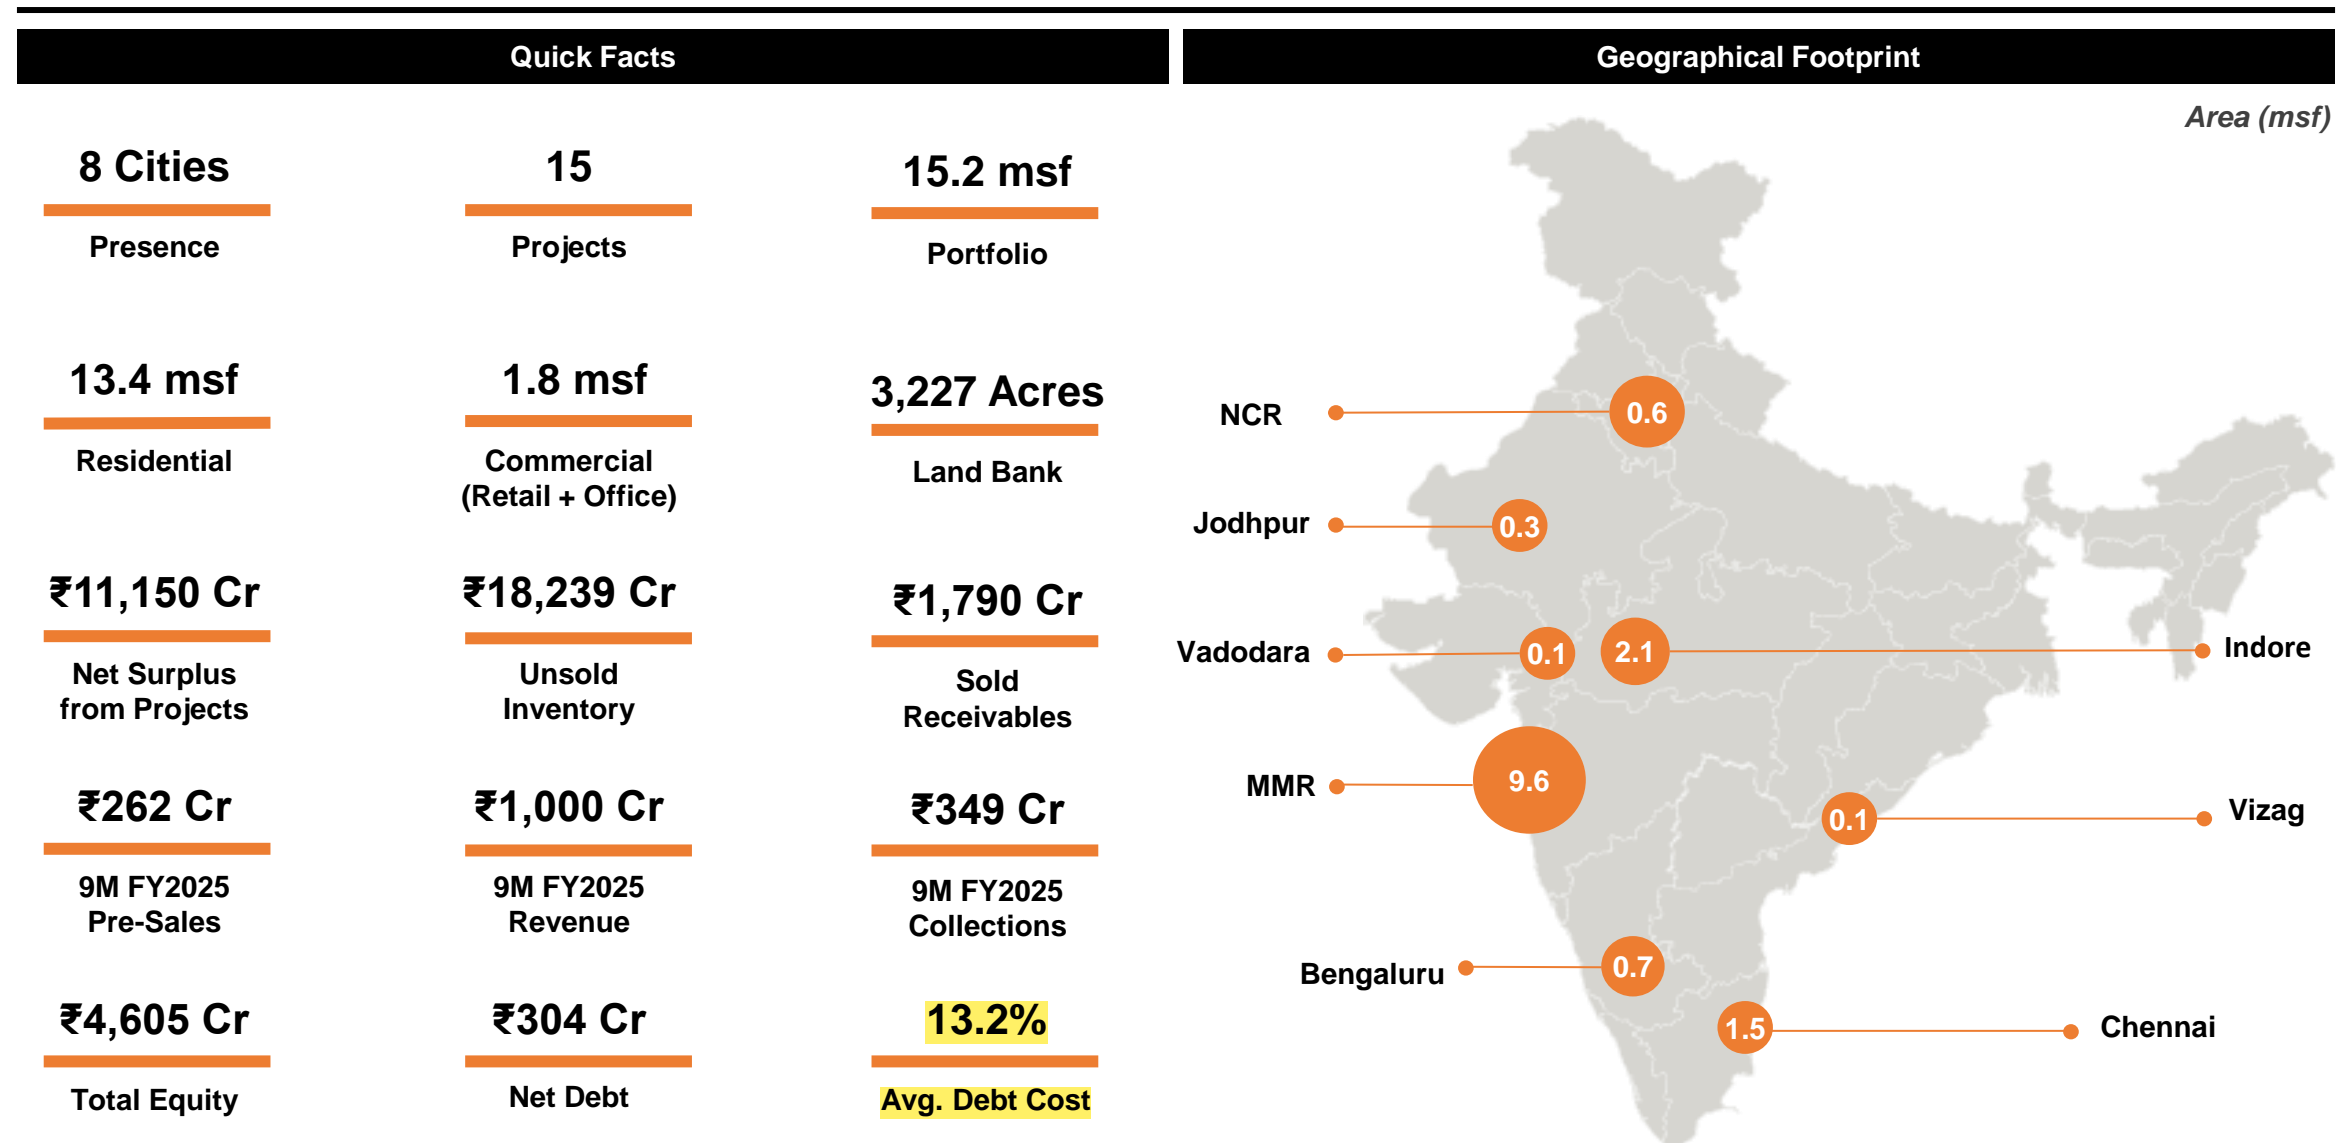 Quick Facts
8 Cities
Presence
15
Projects
15.2 msf
Portfolio
13.4 msf
Residential
1.8 msf
Commercial
(Retail + Office)
3,227 Acres
Land Bank
₹11,150 Cr
Net Surplus
from Projects
₹18,239 Cr
Unsold
Inventory
₹1,790 Cr
Sold
Receivables
₹262 Cr
9M FY2025
Pre-Sales
₹1,000 Cr
9M FY2025
Revenue
₹349 Cr
9M FY2025
Collections
₹4,605 Cr
Total Equity
₹304 Cr
Net Debt
13.2%
Avg. Debt Cost
Geographical Footprint
Area (msf)
NCR
0.6
Jodhpur
0.3
Vadodara
0.1
2.1
Indore
MMR
9.6
0.1
Vizag
Bengaluru
0.7
1.5
Chennai